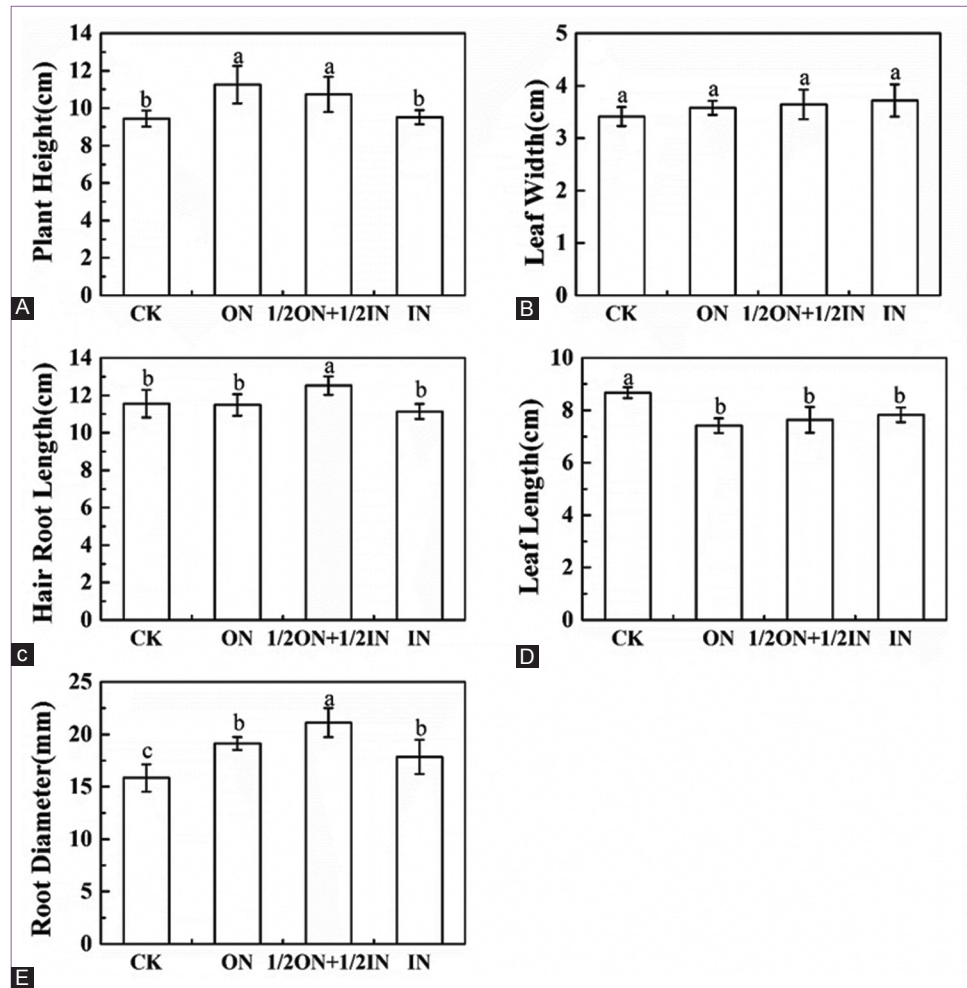 14
12
10
8
6
4
2
0
Plant Height(cm)
b
a
a
b
CK ON 1/2ON+1/2IN IN
A
5
4
3
2
1
0
Leaf Width(cm)
a
a
a
a
CK ON 1/2ON+1/2IN IN
B
14
12
10
8
6
4
2
0
Hair Root Length(cm)
b
b
a
b
CK ON 1/2ON+1/2IN IN
c
10
8
6
4
2
0
Leaf Length(cm)
a
b
b
b
CK ON 1/2ON+1/2IN IN
D
25
20
15
10
5
0
Root Diameter(mm)
c
b
a
b
CK ON 1/2ON+1/2IN IN
E